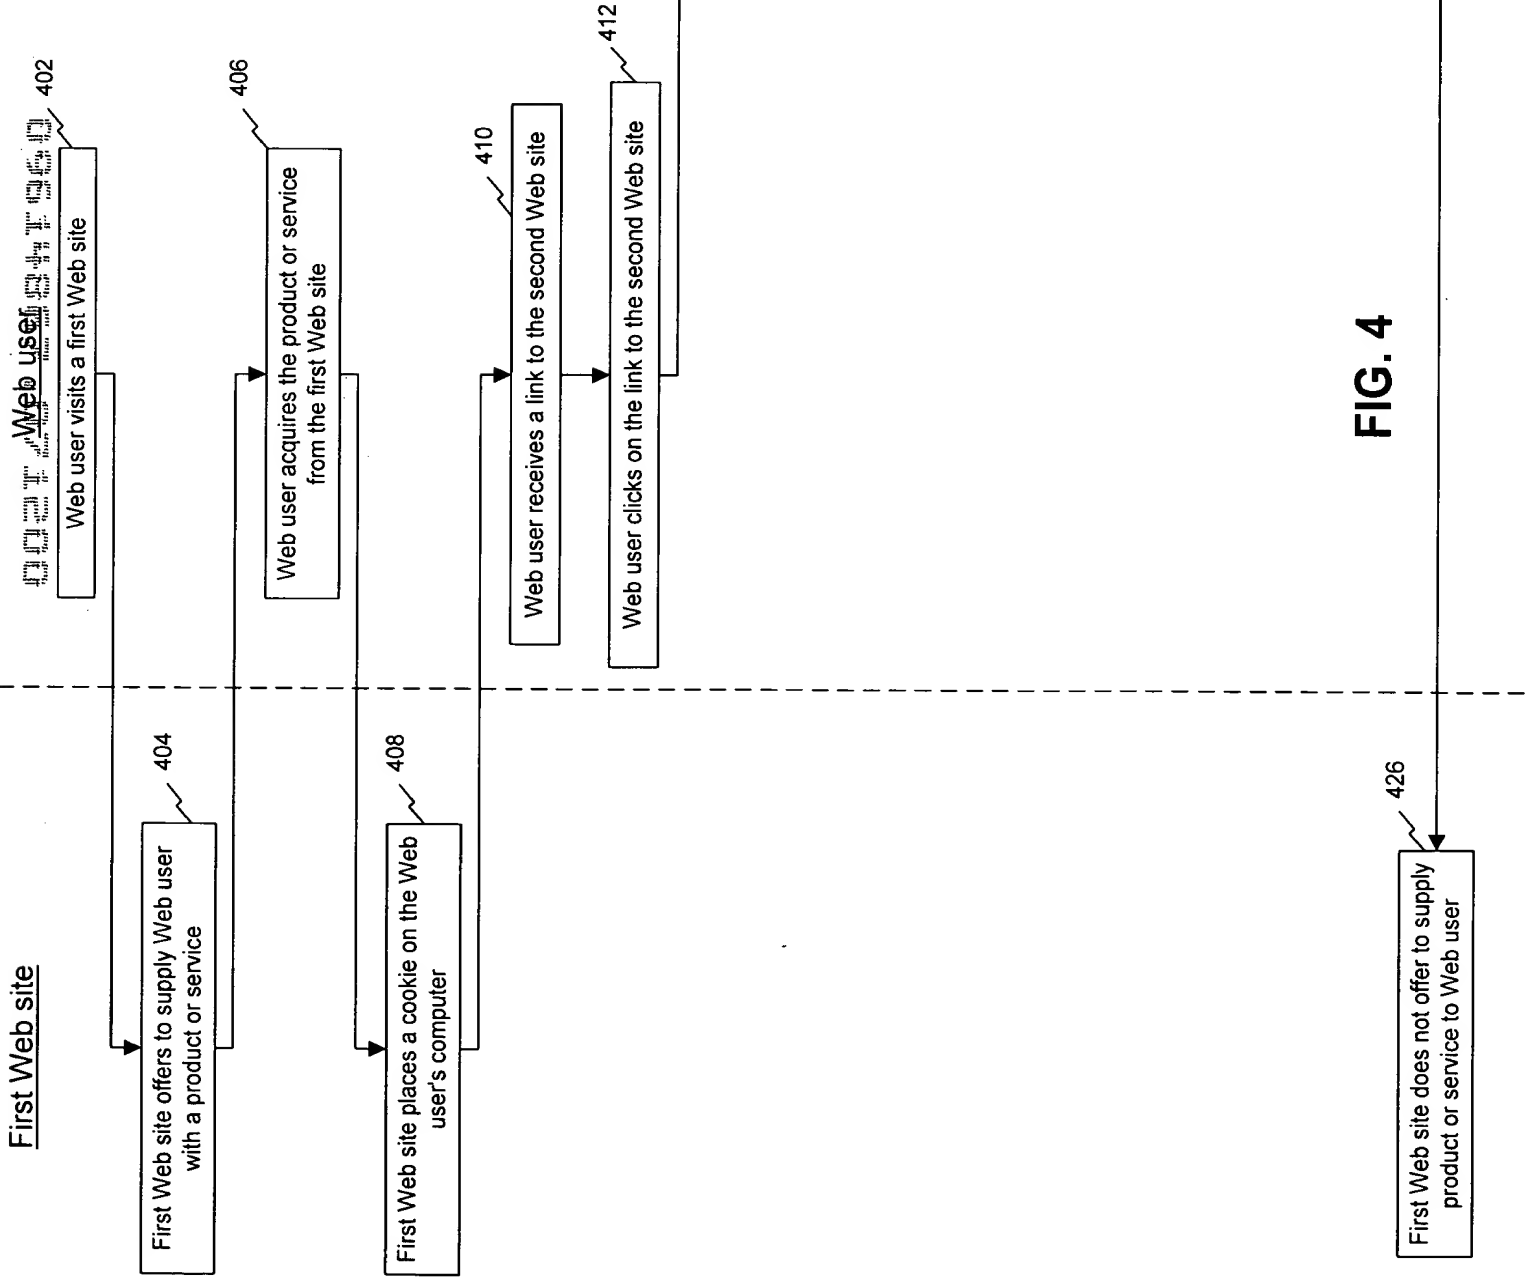 First Web site
Web user
09614867 071200
402
Web user visits a first Web site
404
First Web site offers to supply Web user
with a product or service
406
Web user acquires the product or service
from the first Web site
408
First Web site places a cookie on the Web
user's computer
410
Web user receives a link to the second Web site
412
Web user clicks on the link to the second Web site
426
First Web site does not offer to supply
product or service to Web user
FIG. 4